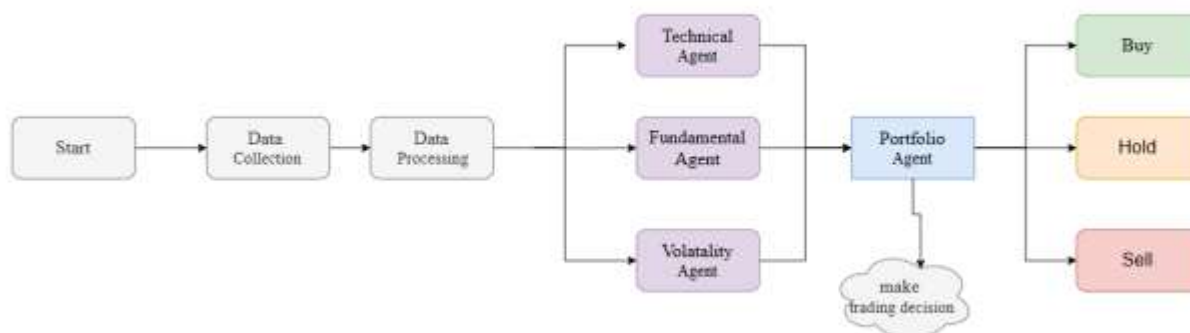 Start
Data
Collection
Data
Processing
Technical
Agent
Fundamental
Agent
Volatality
Agent
Portfolio
Agent
make
trading decision
Buy
Hold
Sell